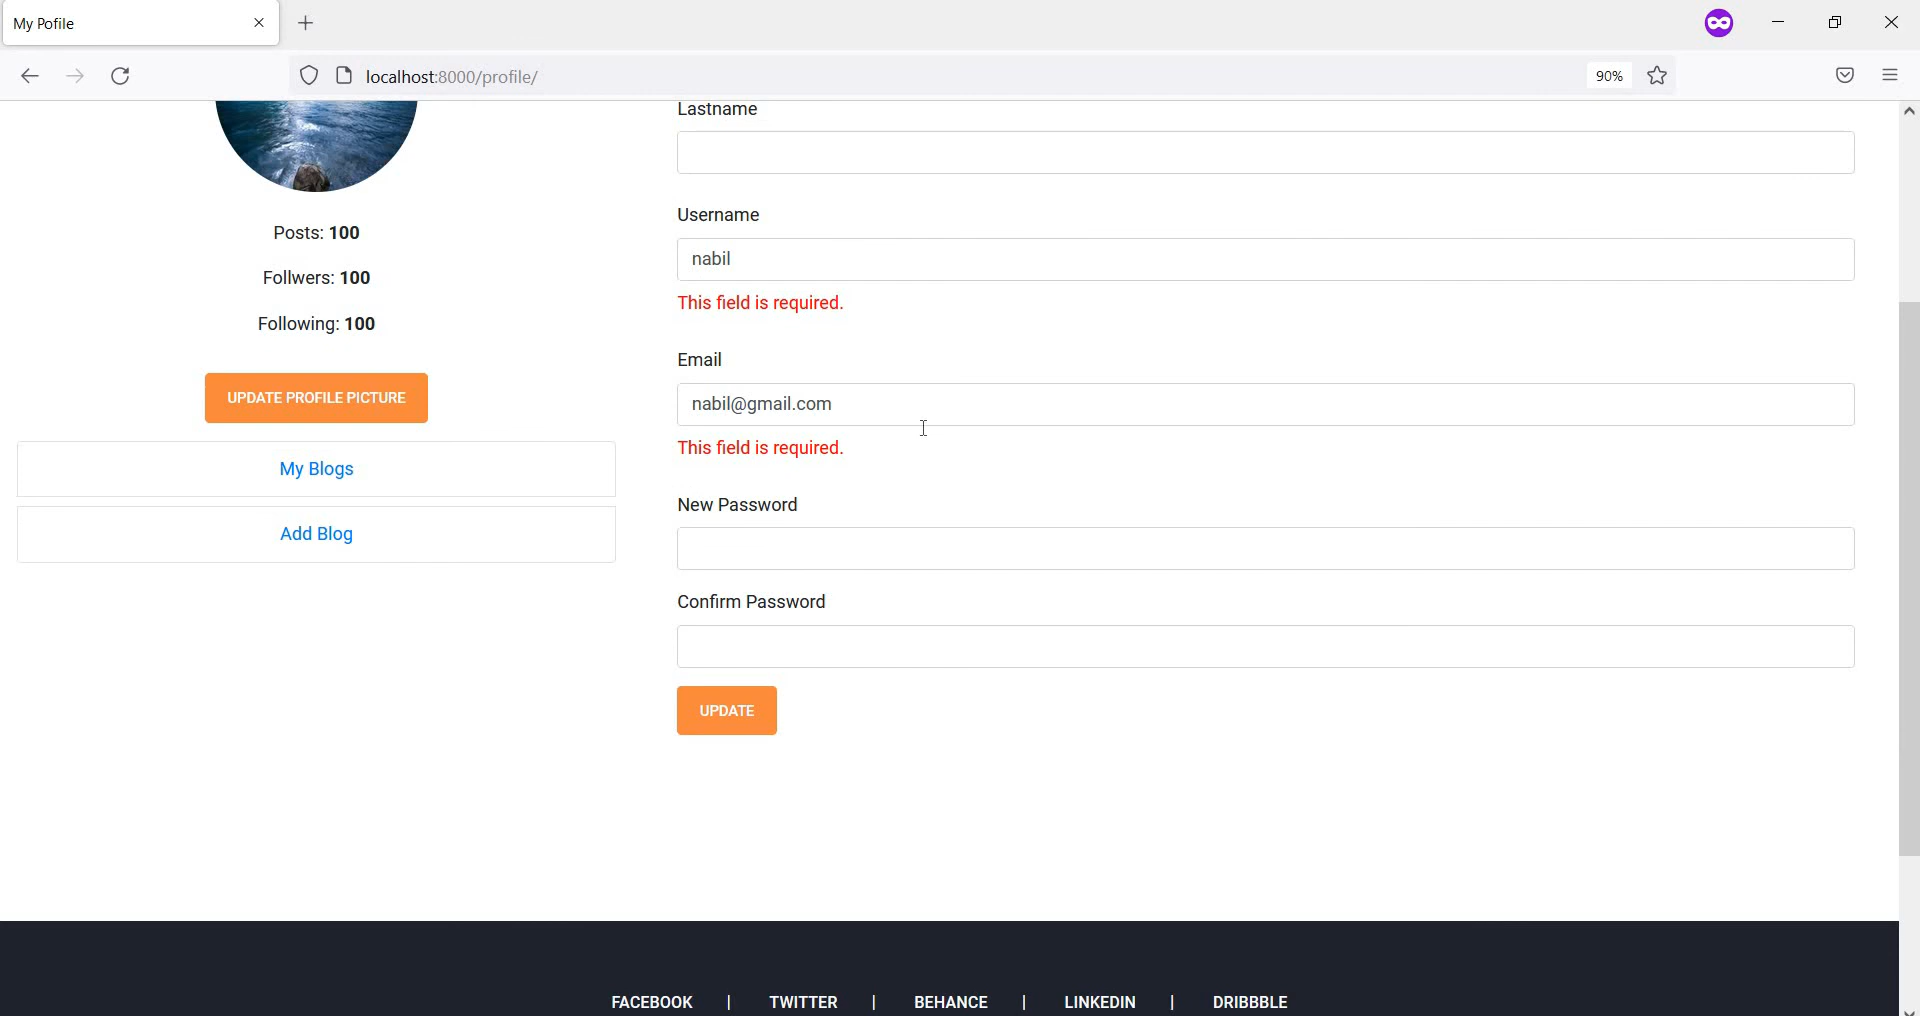 My Pofile
localhost:8000/profile/
90%
Posts: 100
Follwers: 100
Following: 100
UPDATE PROFILE PICTURE
My Blogs
Add Blog
Lastname
Username
nabil
This field is required.
Email
nabil@gmail.com
This field is required.
New Password
Confirm Password
UPDATE
FACEBOOK | TWITTER | BEHANCE | LINKEDIN | DRIBBBLE